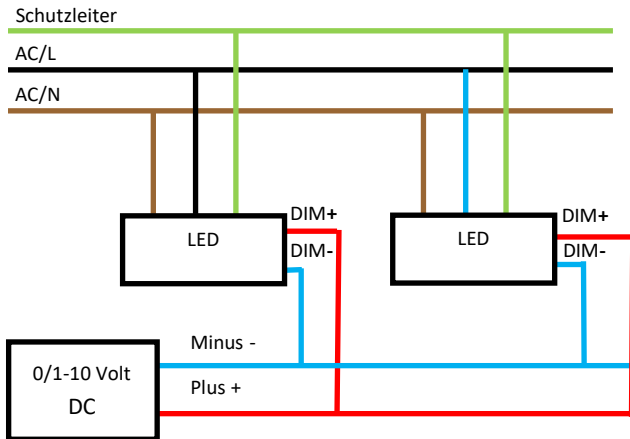 Schutzleiter
AC/L
AC/N
DIM+
LED
DIM-
DIM+
LED
DIM-
Minus -
0/1-10 Volt
Plus +
DC